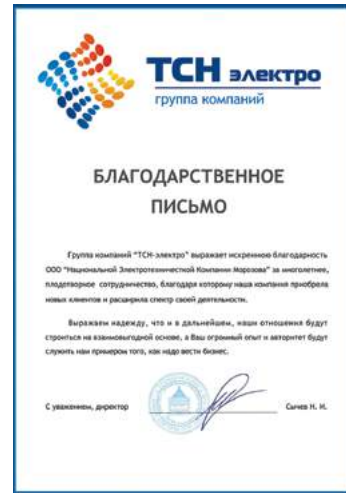 ТСН электро
группа компаний
БЛАГОДАРСТВЕННОЕ
ПИСЬМО
Группа компаний "ТСН-электро" выражает искреннюю благодарность
ООО "Национальной Электротехнической Компании Морозова" за многолетнее,
плодотворное сотрудничество, благодаря которому наша компания приобрела
новых клиентов и расширила спектр своей деятельности.
Выражаем надежду, что и в дальнейшем, наши отношения будут
строиться на взаимовыгодной основе, а Ваш огромный опыт и авторитет будут
служить нам примером того, как надо вести бизнес.
С уважением, директор
Сычев Н. И.